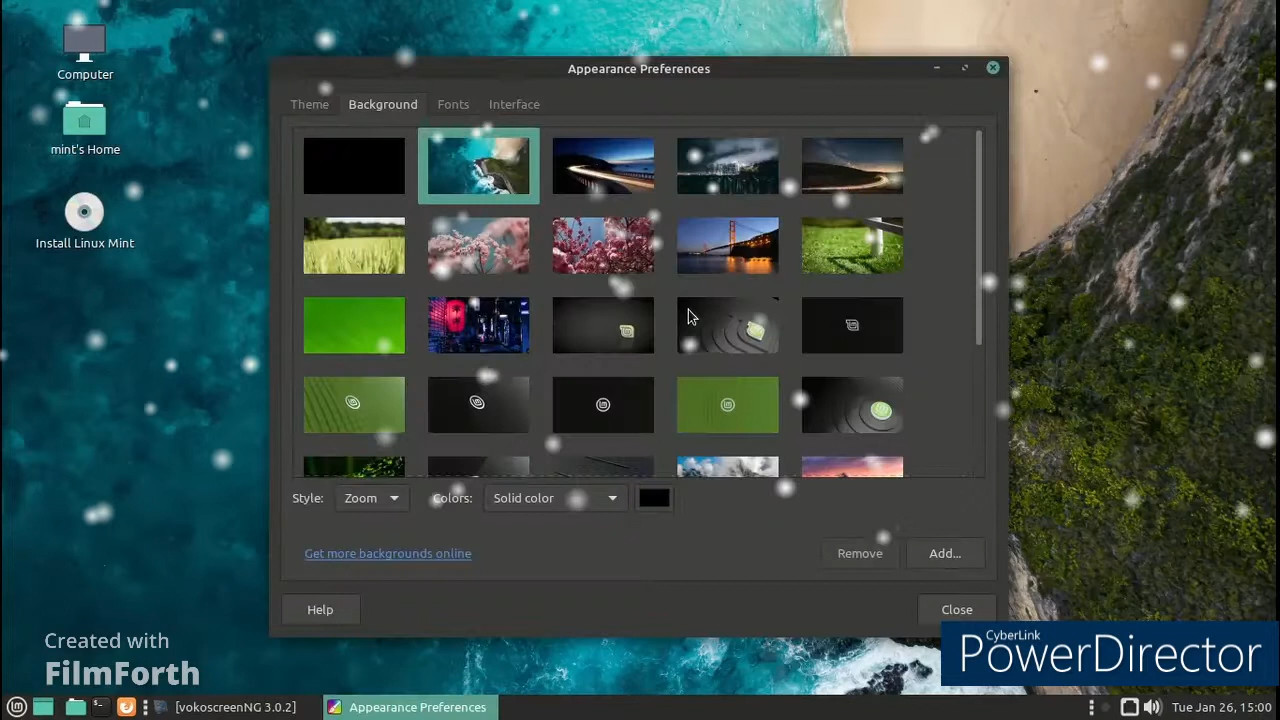 Computer
mint's Home
Install Linux Mint
Appearance Preferences
Theme
Background
Fonts
Interface
Style:
Zoom
Colors:
Solid color
Get more backgrounds online
Remove
Add...
Help
Close
Created with
FilmForth
CyberLink
PowerDirector
[vokoscreenNG 3.0.2]
Appearance Preferences
Tue Jan 26, 15:00